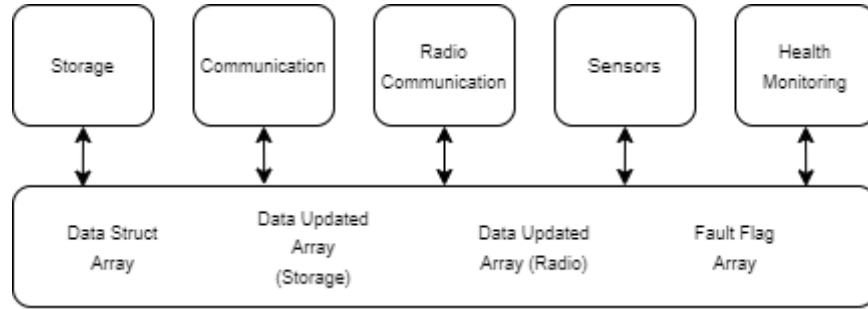 Storage
Communication
Radio
Communication
Sensors
Health
Monitoring
Data Struct
Array
Data Updated
Array
(Storage)
Data Updated
Array (Radio)
Fault Flag
Array